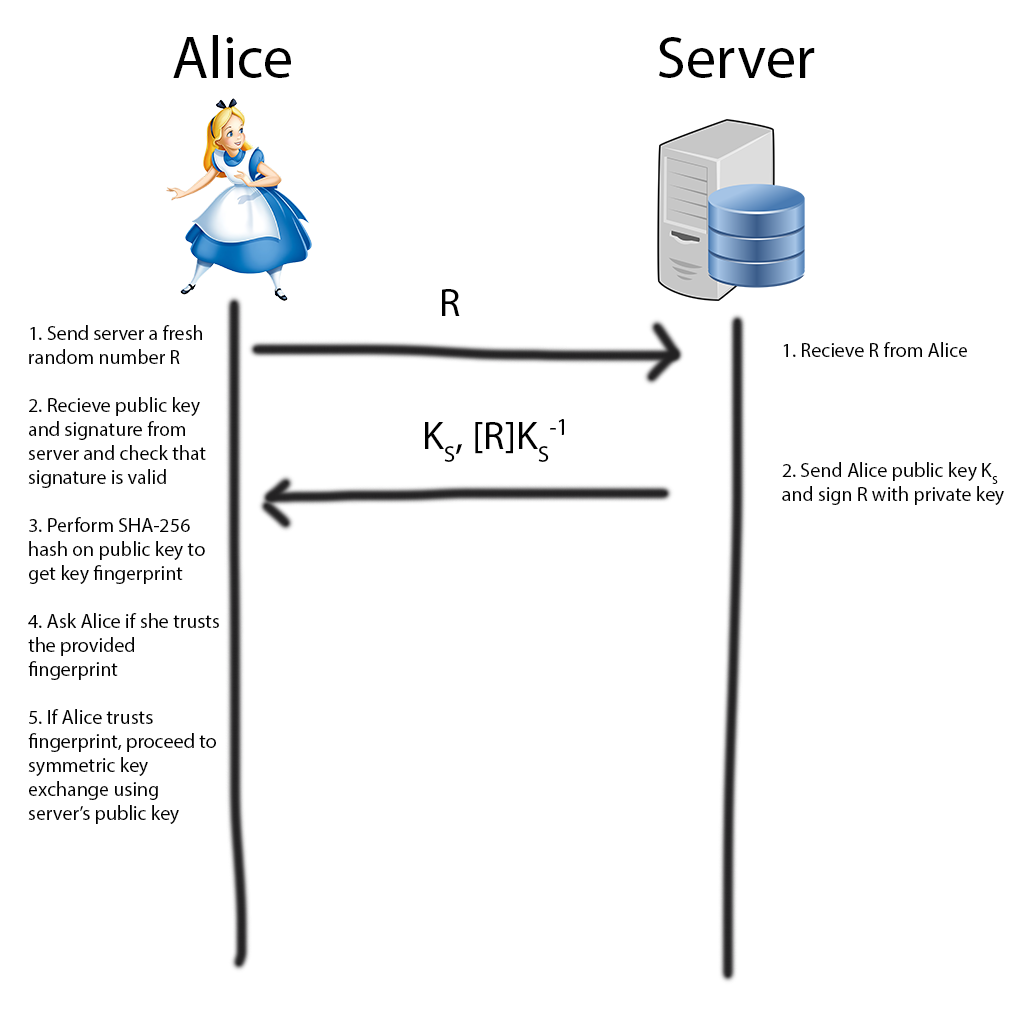 Alice
Server
R
1. Send server a fresh
random number R
1. Recieve R from Alice
2. Recieve public key
and signature from
server and check that
signature is valid
Kₛ, [R]Kₛ⁻¹
2. Send Alice public key Kₛ
and sign R with private key
3. Perform SHA-256
hash on public key to
get key fingerprint
4. Ask Alice if she trusts
the provided
fingerprint
5. If Alice trusts
fingerprint, proceed to
symmetric key
exchange using
server’s public key